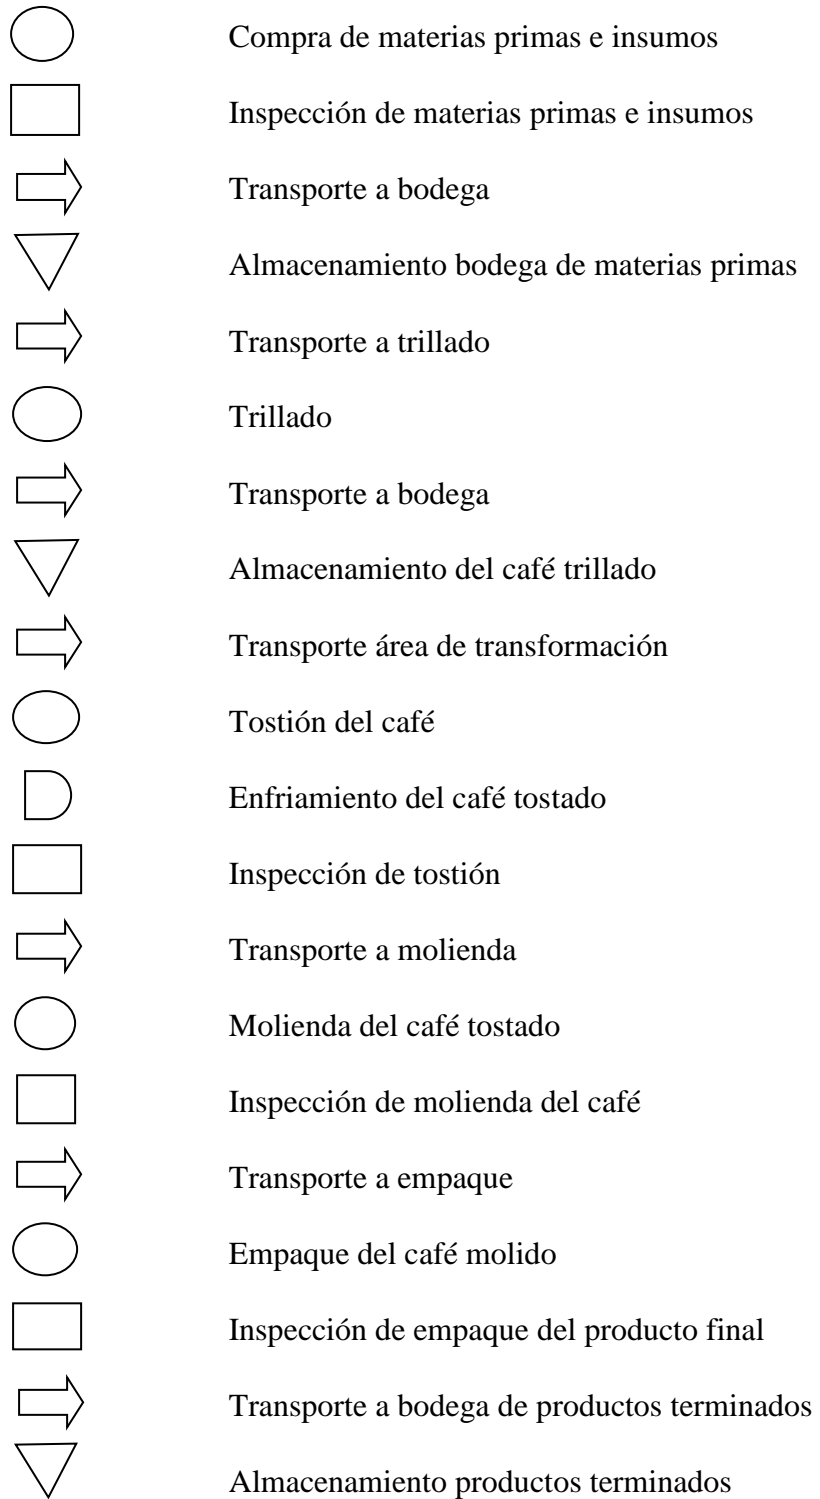 Compra de materias primas e insumos
Inspección de materias primas e insumos
Transporte a bodega
Almacenamiento bodega de materias primas
Transporte a trillado
Trillado
Transporte a bodega
Almacenamiento del café trillado
Transporte área de transformación
Tostión del café
Enfriamiento del café tostado
Inspección de tostión
Transporte a molienda
Molienda del café tostado
Inspección de molienda del café
Transporte a empaque
Empaque del café molido
Inspección de empaque del producto final
Transporte a bodega de productos terminados
Almacenamiento productos terminados